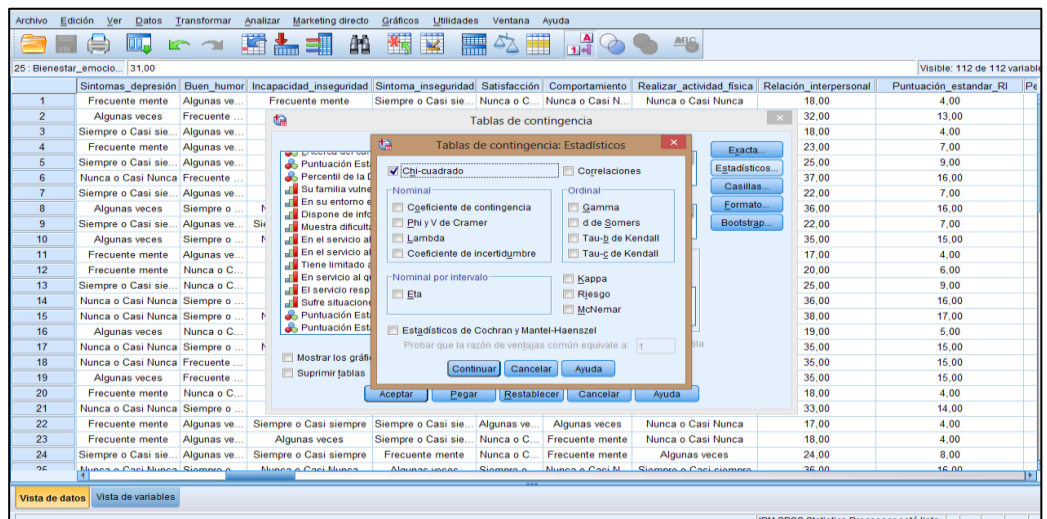 Archivo Edición Ver Datos Transformar Analizar Marketing directo Gráficos Utilidades Ventana Ayuda
25 : Bienestar_emocio... 31,00 Visible: 112 de 112 variable
Sintomas_depresión Buen_humor Incapacidad_inseguridad Sintoma_inseguridad Satisfacción Comportamiento Realizar_actividad_física Relación_interpersonal Puntuación_estandar_RI Pe
1 Frecuente mente Algunas ve... Frecuente mente Siempre o Casi sie... Nunca o C... Nunca o Casi N... Nunca o Casi Nunca 18,00 4,00
2 Algunas veces Frecuente ... 32,00 13,00
3 Siempre o Casi sie... Algunas ve... 18,00 4,00
4 Frecuente mente Algunas ve... 23,00 7,00
5 Siempre o Casi sie... Algunas ve... 25,00 9,00
6 Nunca o Casi Nunca Frecuente ... 37,00 16,00
7 Siempre o Casi sie... Algunas ve... 22,00 7,00
8 Algunas veces Siempre o ... N 36,00 16,00
9 Siempre o Casi sie... Algunas ve... Sie 22,00 7,00
10 Algunas veces Siempre o ... N 35,00 15,00
11 Frecuente mente Algunas ve... 17,00 4,00
12 Frecuente mente Nunca o C... 20,00 6,00
13 Siempre o Casi sie... Nunca o C... 25,00 9,00
14 Nunca o Casi Nunca Siempre o ... 36,00 16,00
15 Nunca o Casi Nunca Siempre o ... N 38,00 17,00
16 Algunas veces Nunca o C... 19,00 5,00
17 Nunca o Casi Nunca Siempre o ... N 35,00 15,00
18 Nunca o Casi Nunca Frecuente ... 35,00 15,00
19 Algunas veces Frecuente ... 35,00 15,00
20 Frecuente mente Nunca o C... 18,00 4,00
21 Nunca o Casi Nunca Siempre o ... 33,00 14,00
22 Frecuente mente Algunas ve... Siempre o Casi siempre Siempre o Casi sie... Algunas ve... Algunas veces Nunca o Casi Nunca 17,00 4,00
23 Frecuente mente Algunas ve... Algunas veces Siempre o Casi sie... Nunca o C... Frecuente mente Nunca o Casi Nunca 18,00 4,00
24 Siempre o Casi sie... Algunas ve... Siempre o Casi siempre Frecuente mente Nunca o C... Frecuente mente Algunas veces 24,00 8,00
Tablas de contingencia
Puntuación Est
Percentil de la D
Su familia vulne
En su entorno e
Dispone de info
Muestra dificulta
En el servicio al
En el servicio al
Tiene limitado a
En servicio al q
El servicio resp
Sufre situacione
Puntuación Est
Puntuación Est
Exacta...
Estadísticos...
Casillas...
Formato...
Bootstrap...
Mostrar los gráfi
Suprimir tablas
Aceptar Pegar Restablecer Cancelar Ayuda
Tablas de contingencia: Estadísticos
Chi-cuadrado Correlaciones
Nominal Ordinal
Coeficiente de contingencia Gamma
Phi y V de Cramer d de Somers
Lambda Tau-b de Kendall
Coeficiente de incertidumbre Tau-c de Kendall
Nominal por intervalo Kappa
Eta Riesgo
McNemar
Estadísticos de Cochran y Mantel-Haenszel
Probar que la razón de ventajas común equivale a: 1
Continuar Cancelar Ayuda
Vista de datos Vista de variables